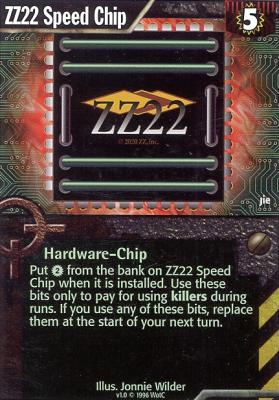 ZZ22 Speed Chip
5
ZZ22
© 2020 ZZ, Inc.
jie
Hardware-Chip
Put 2 from the bank on ZZ22 Speed
Chip when it is installed. Use these
bits only to pay for using killers during
runs. If you use any of these bits, replace
them at the start of your next turn.
Illus. Jonnie Wilder
v1.0 © 1996 WotC